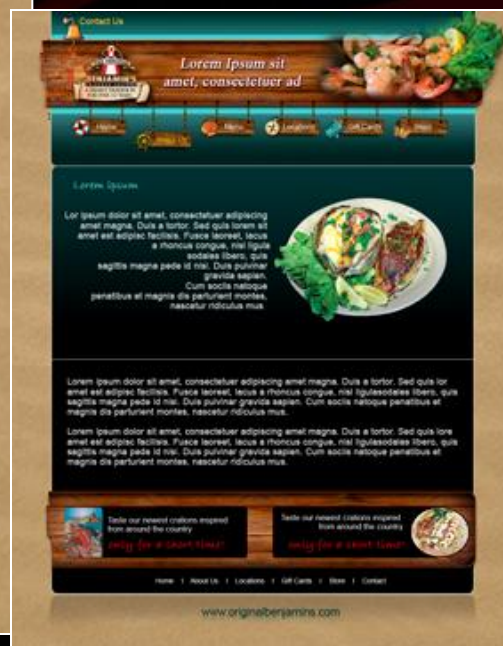 Contact Us
Lorem Ipsum sit
amet, consectetuer ad
BENJAMIN'S
Home
Menu
Locations
Gift Cards
Lorem Ipsum
Lor Ipsum dolor sit amet, consectetuer adipiscing
amet magna. Duis a tortor. Sed quis lorem sit
amet est adipisc facilisis. Fusce laoreet, lacus
a rhoncus congue, nisl ligula
sodales libero, quis
sagittis magna pede id nisi. Duis pulvinar
gravida sapien.
Cum sociis natoque
penatibus et magnis dis parturient montes,
nascetur ridiculus mus.
Lorem ipsum dolor sit amet, consectetuer adipiscing amet magna. Duis a tortor. Sed quis lor
amet est adipisc facilisis. Fusce laoreet, lacus a rhoncus congue, nisl ligulasodales libero, quis
sagittis magna pede id nisi. Duis pulvinar gravida sapien. Cum sociis natoque penatibus et
magnis dis parturient montes, nascetur ridiculus mus.
Lorem ipsum dolor sit amet, consectetuer adipiscing amet magna. Duis a tortor. Sed quis lore
amet est adipisc facilisis. Fusce laoreet, lacus a rhoncus congue, nisl ligulasodales libero, quis
sagittis magna pede id nisi. Duis pulvinar gravida sapien. Cum sociis natoque penatibus et
magnis dis parturient montes, nascetur ridiculus mus.
Taste our newest crations inspired
from around the country
only for a short time!
Taste our newest crations inspired
from around the country
only for a short time!
Home | About Us | Locations | Gift Cards | Store | Contact
www.originalbenjamins.com